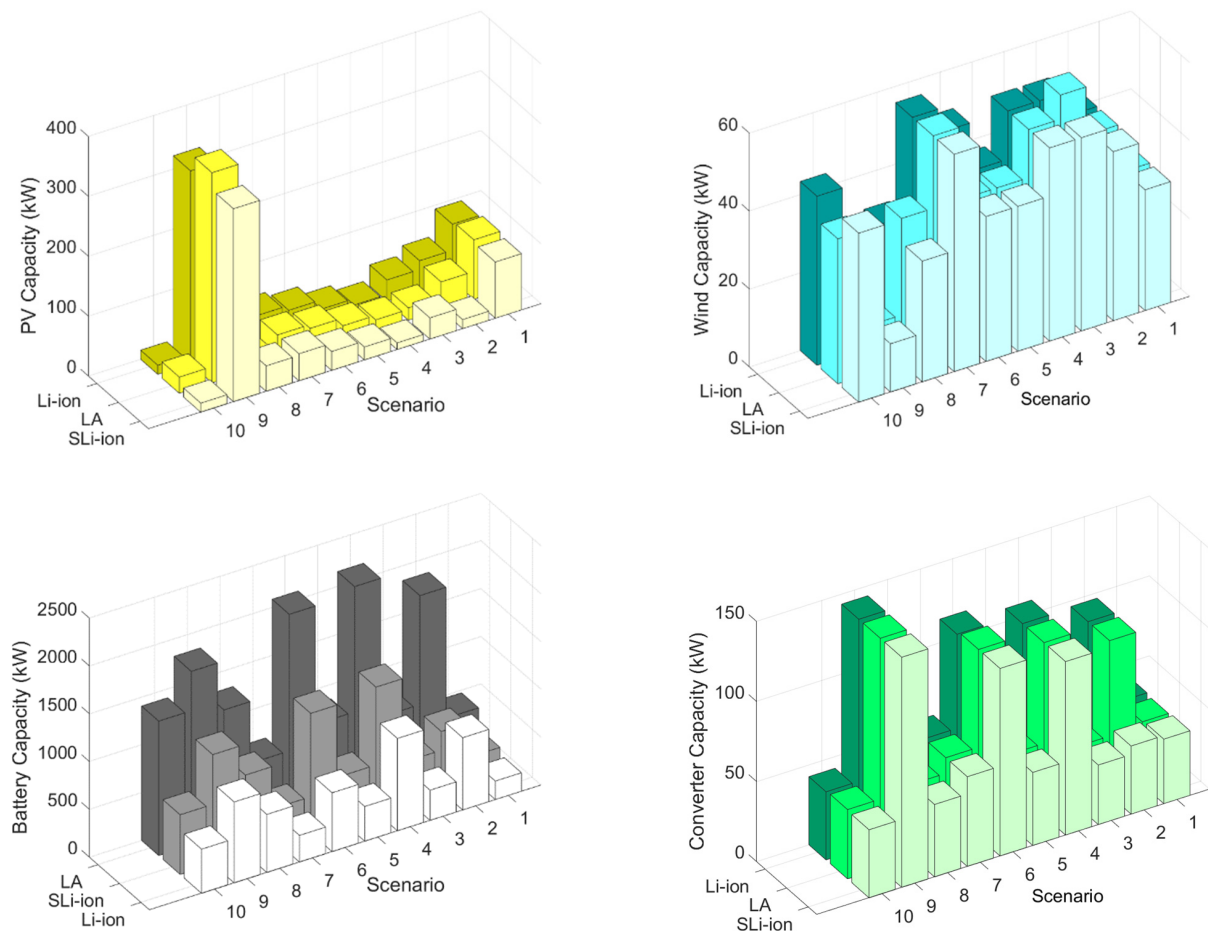 400
300
200
100
0
PV Capacity (kW)
Li-ion
LA
SLi-ion
10
9
8
7
6
5
4
3
2
1
Scenario
60
40
20
0
Wind Capacity (kW)
Li-ion
LA
SLi-ion
10
9
8
7
6
5
4
3
2
1
Scenario
2500
2000
1500
1000
500
0
Battery Capacity (kW)
LA
SLi-ion
Li-ion
10
9
8
7
6
5
4
3
2
1
Scenario
150
100
50
0
Converter Capacity (kW)
Li-ion
LA
SLi-ion
10
9
8
7
6
5
4
3
2
1
Scenario